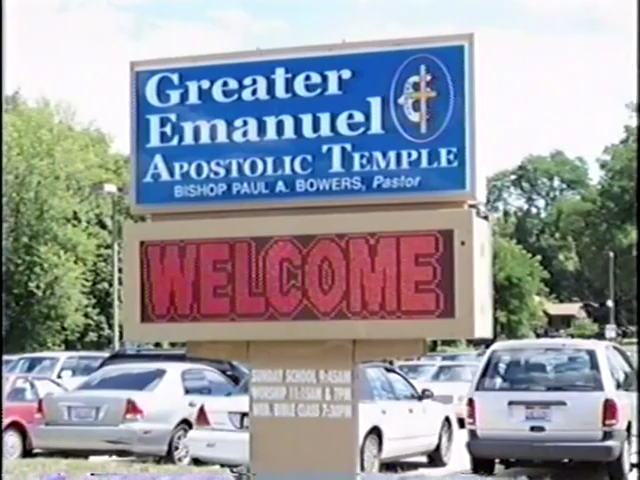 Greater
Emanuel
APOSTOLIC TEMPLE
BISHOP PAUL A. BOWERS, Pastor
WELCOME
SUNDAY SCHOOL 9:45AM
WORSHIP 11:15AM & 7PM
WED. BIBLE CLASS 7:30PM